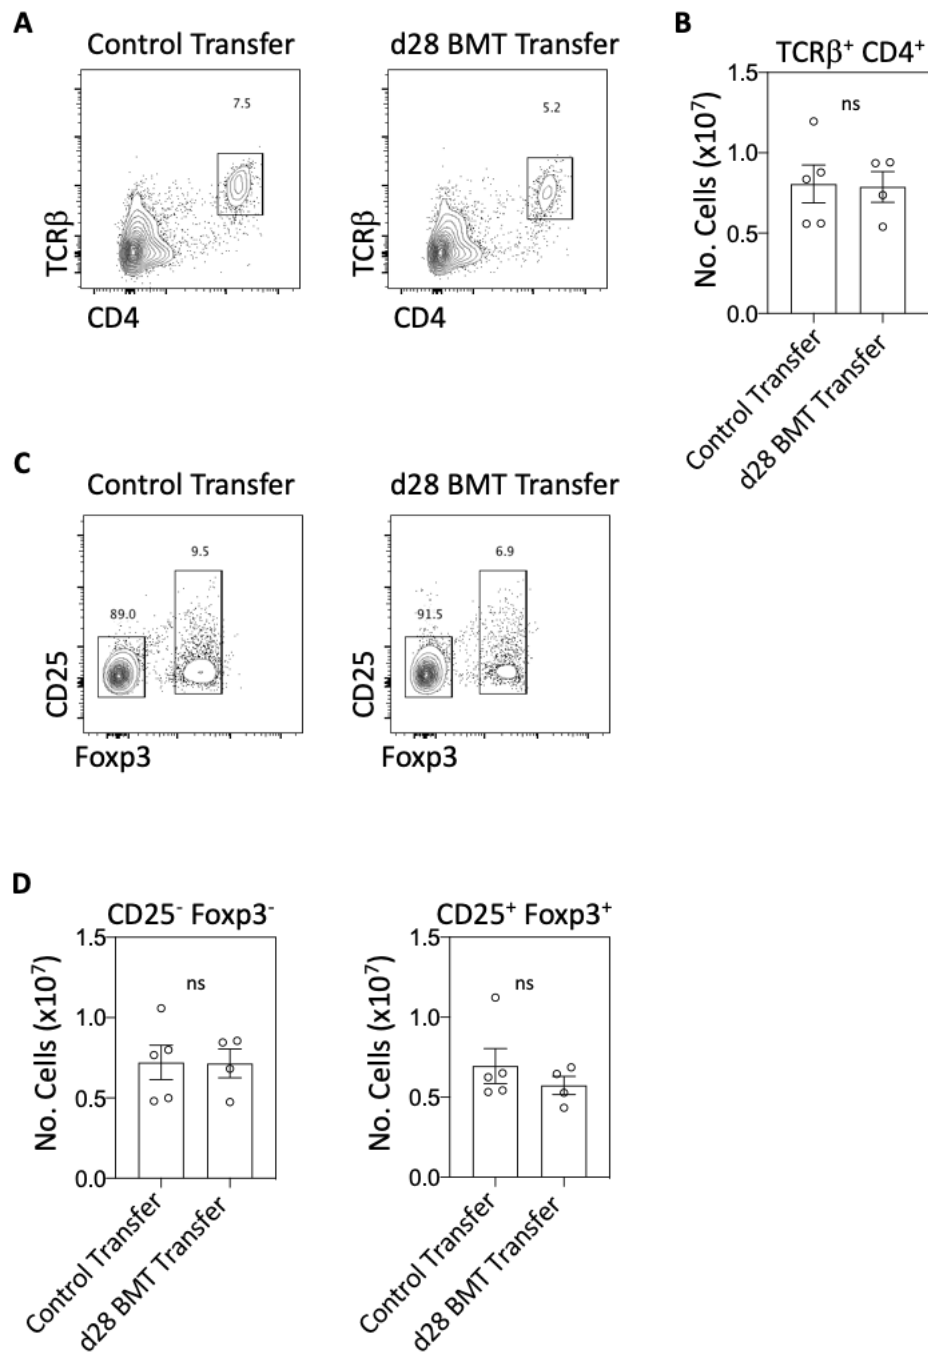 A
Control Transfer
d28 BMT Transfer
7.5
5.2
TCRβ
TCRβ
CD4
CD4
B
TCRβ⁺ CD4⁺
ns
No. Cells (x10⁷)
1.5
1.0
0.5
0.0
Control Transfer
d28 BMT Transfer
C
Control Transfer
d28 BMT Transfer
9.5
6.9
89.0
91.5
CD25
CD25
Foxp3
Foxp3
D
CD25⁻ Foxp3⁻
ns
No. Cells (x10⁷)
1.5
1.0
0.5
0.0
Control Transfer
d28 BMT Transfer
CD25⁺ Foxp3⁺
ns
No. Cells (x10⁷)
1.5
1.0
0.5
0.0
Control Transfer
d28 BMT Transfer